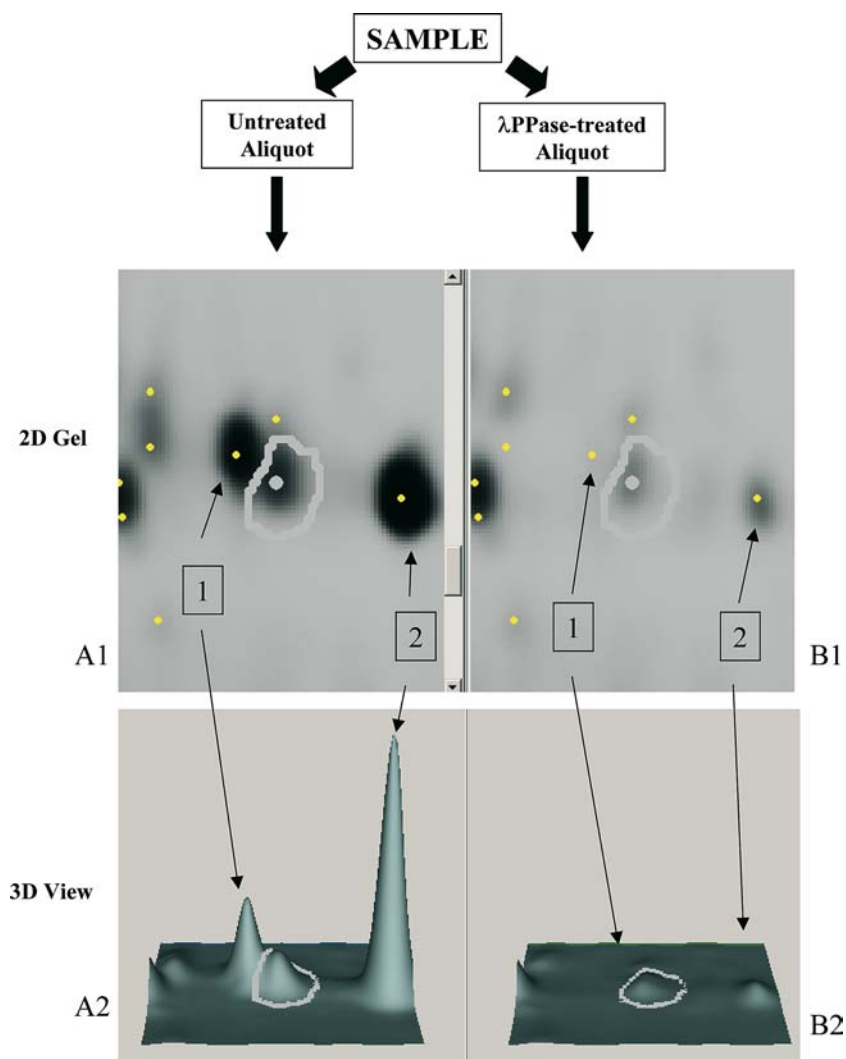 SAMPLE
Untreated
Aliquot
λPPase-treated
Aliquot
2D Gel
1
2
A1
1
2
B1
3D View
A2
B2